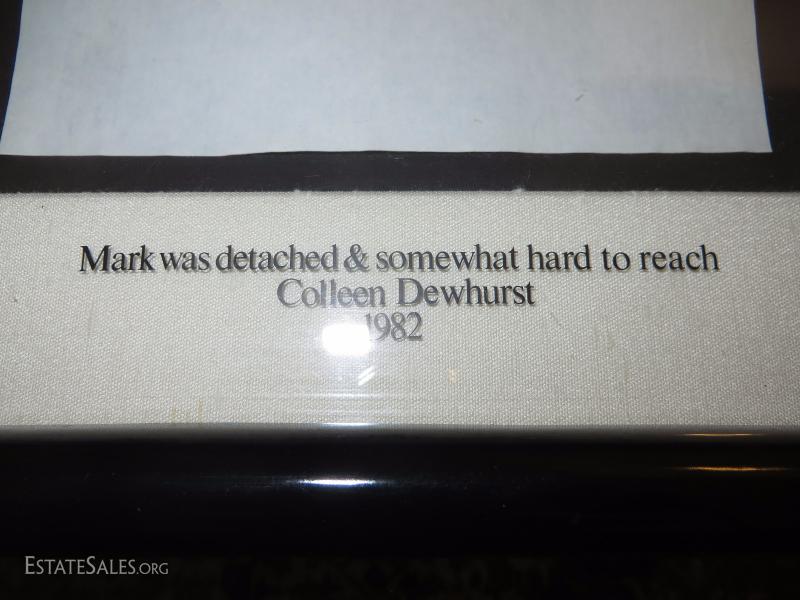 Mark was detached & somewhat hard to reach
Colleen Dewhurst
1982
ESTATESALES.ORG